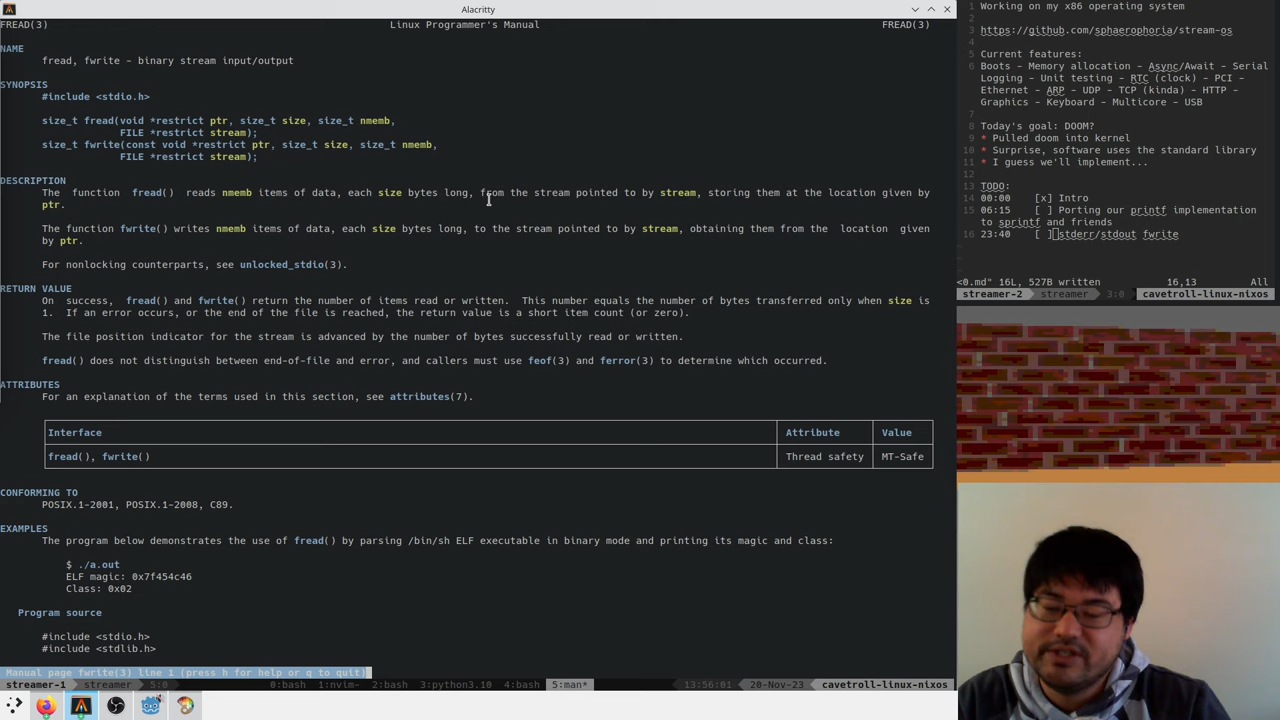 Alacritty
FREAD(3) Linux Programmer's Manual FREAD(3)
NAME
fread, fwrite - binary stream input/output
SYNOPSIS
#include <stdio.h>
size_t fread(void *restrict ptr, size_t size, size_t nmemb,
FILE *restrict stream);
size_t fwrite(const void *restrict ptr, size_t size, size_t nmemb,
FILE *restrict stream);
DESCRIPTION
The function fread() reads nmemb items of data, each size bytes long, from the stream pointed to by stream, storing them at the location given by
ptr.
The function fwrite() writes nmemb items of data, each size bytes long, to the stream pointed to by stream, obtaining them from the location given
by ptr.
For nonlocking counterparts, see unlocked_stdio(3).
RETURN VALUE
On success, fread() and fwrite() return the number of items read or written. This number equals the number of bytes transferred only when size is
1. If an error occurs, or the end of the file is reached, the return value is a short item count (or zero).
The file position indicator for the stream is advanced by the number of bytes successfully read or written.
fread() does not distinguish between end-of-file and error, and callers must use feof(3) and ferror(3) to determine which occurred.
ATTRIBUTES
For an explanation of the terms used in this section, see attributes(7).
Interface Attribute Value
fread(), fwrite() Thread safety MT-Safe
CONFORMING TO
POSIX.1-2001, POSIX.1-2008, C89.
EXAMPLES
The program below demonstrates the use of fread() by parsing /bin/sh ELF executable in binary mode and printing its magic and class:
$ ./a.out
ELF magic: 0x7f454c46
Class: 0x02
Program source
#include <stdio.h>
#include <stdlib.h>
Manual page fwrite(3) line 1 (press h for help or q to quit)
streamer-1 streamer 5:0 0:bash 1:nvim- 2:bash 3:python3.10 4:bash 5:man* 13:56:01 20-Nov-23 cavetroll-linux-nixos
1 Working on my x86 operating system
2
3 https://github.com/sphaerophoria/stream-os
4
5 Current features:
6 Boots - Memory allocation - Async/Await - Serial
Logging - Unit testing - RTC (clock) - PCI -
Ethernet - ARP - UDP - TCP (kinda) - HTTP -
Graphics - Keyboard - Multicore - USB
7
8 Today's goal: DOOM?
9 * Pulled doom into kernel
10 * Surprise, software uses the standard library
11 * I guess we'll implement...
12
13 TODO:
14 00:00 [x] Intro
15 06:15 [ ] Porting our printf implementation
to sprintf and friends
16 23:40 [ ] stderr/stdout fwrite
~
~
<0.md" 16L, 527B written 16,13 All
streamer-2 streamer 3:0 cavetroll-linux-nixos